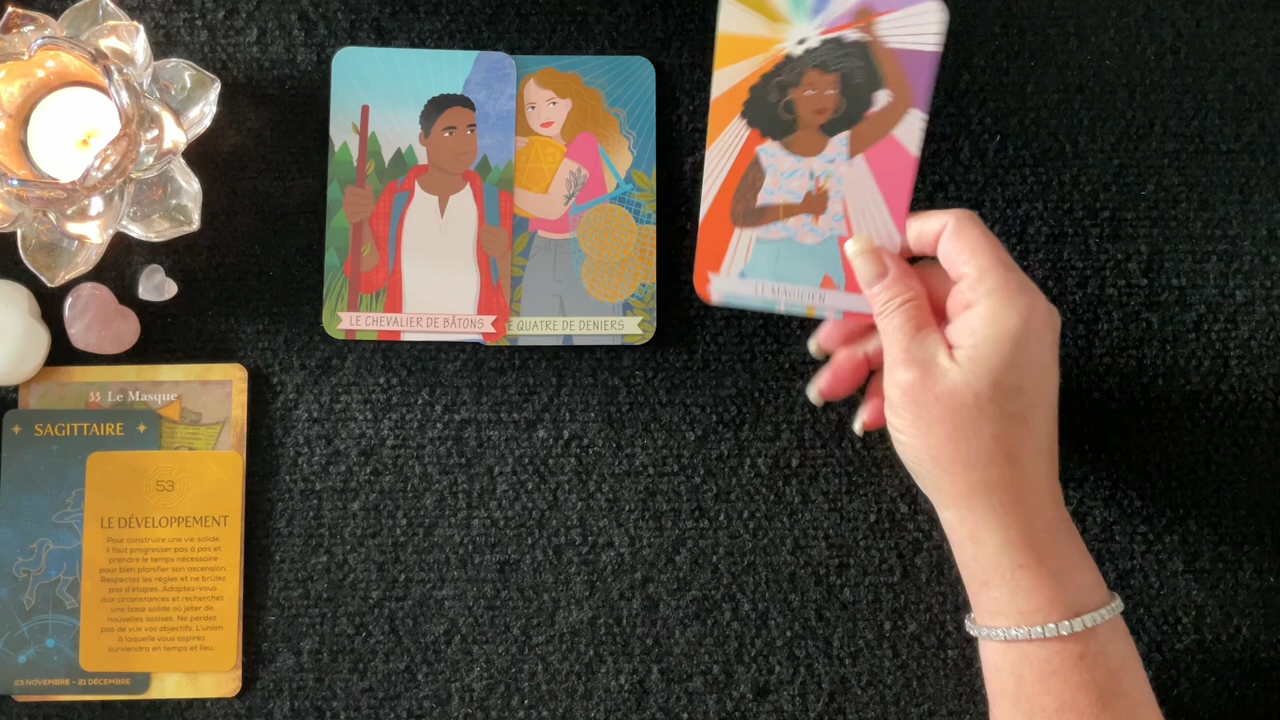 LE CHEVALIER DE BÂTONS
E QUATRE DE DENIERS
LE MAGICIEN
33 Le Masque
SAGITTAIRE
53
LE DÉVELOPPEMENT
Pour construire une vie solide,
il faut progresser pas à pas et
prendre le temps nécessaire
pour bien planifier son ascension.
Respectez les règles et ne brûlez
pas d'étapes. Adaptez-vous
aux circonstances et recherchez
une base solide où jeter de
nouvelles assises. Ne perdez
pas de vue vos objectifs. L'union
à laquelle vous aspirez
surviendra en temps et lieu.
23 NOVEMBRE - 21 DÉCEMBRE